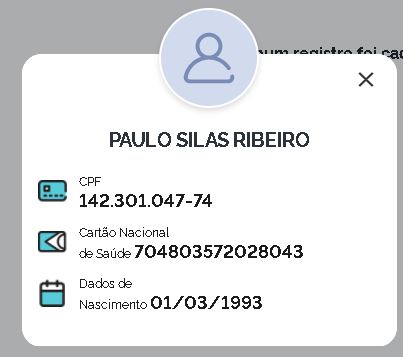 num registro foi cad
PAULO SILAS RIBEIRO
CPF
142.301.047-74
Cartão Nacional
de Saúde 704803572028043
Dados de
Nascimento 01/03/1993